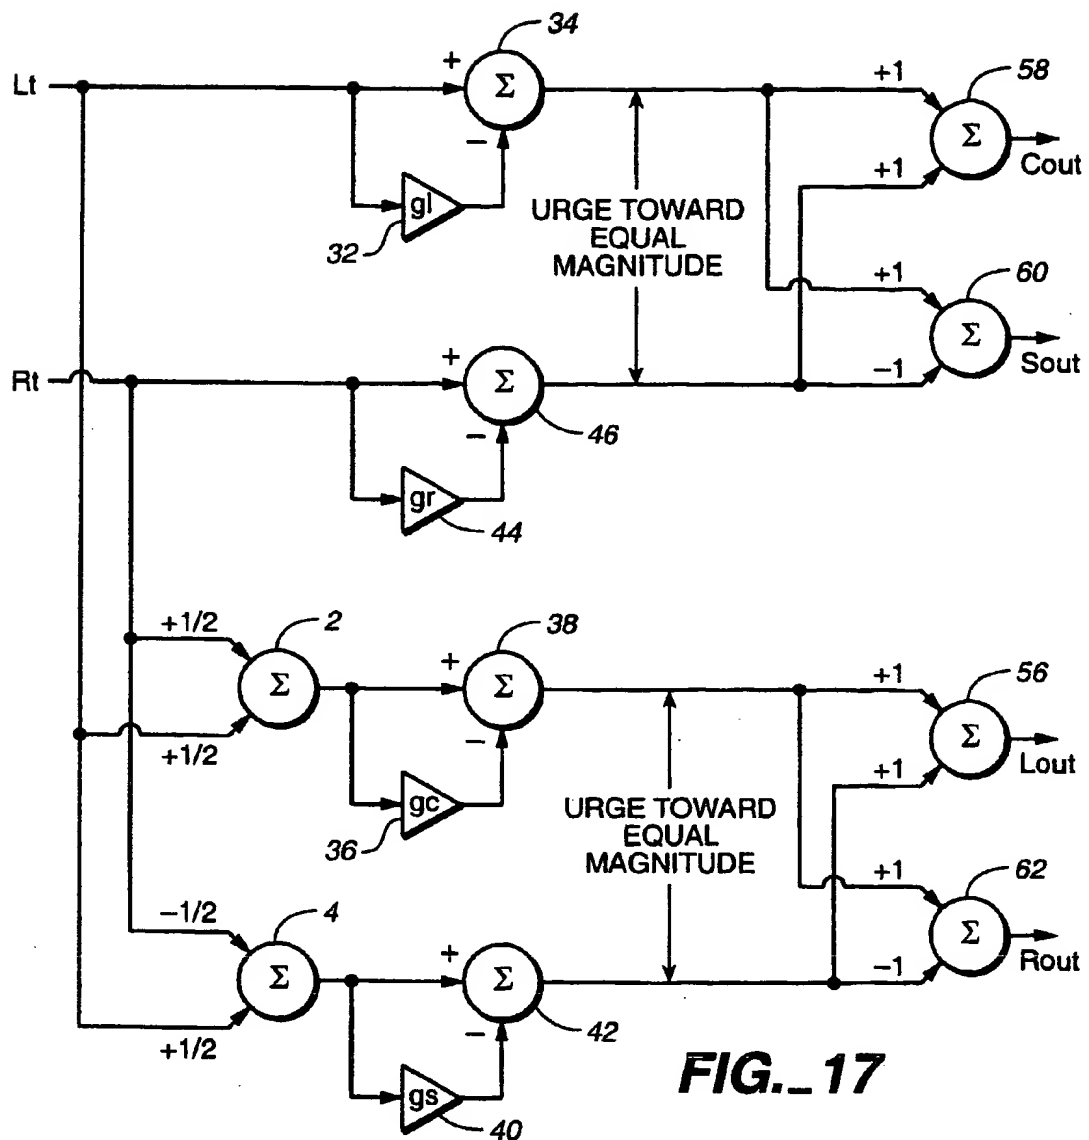 34
Lt
+
Σ
+1
58
Σ
−
Cout
gl
+1
32
URGE TOWARD
EQUAL
MAGNITUDE
+1
60
Σ
Sout
Rt
+
Σ
−1
−
46
gr
44
+1/2
2
38
+
+1
56
Σ
Σ
Σ
−
+1/2
+1
Lout
gc
URGE TOWARD
EQUAL
MAGNITUDE
36
+1
62
−1/2
4
Σ
+
Rout
Σ
Σ
−1
−
42
+1/2
gs
40
FIG._17